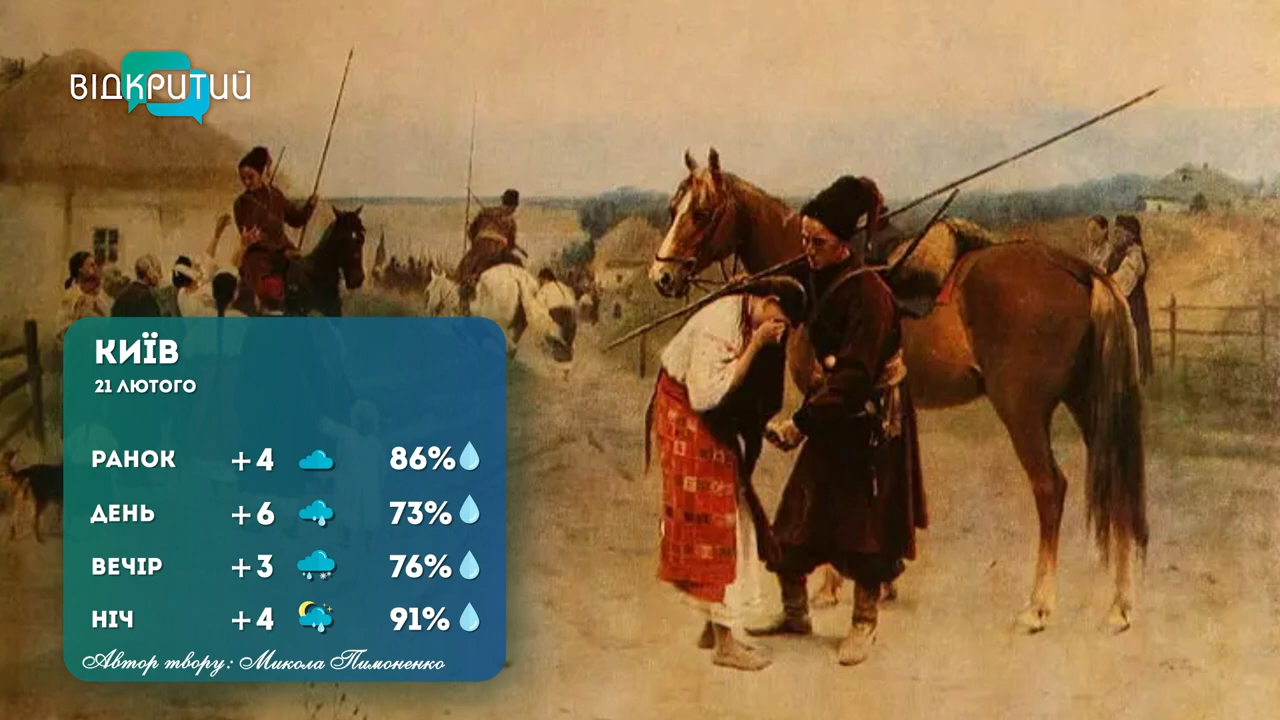 ВІДКРИТИЙ
КИЇВ
21 ЛЮТОГО
РАНОК +4 86%
ДЕНЬ +6 73%
ВЕЧІР +3 76%
НІЧ +4 91%
Автор твору: Микола Пимоненко